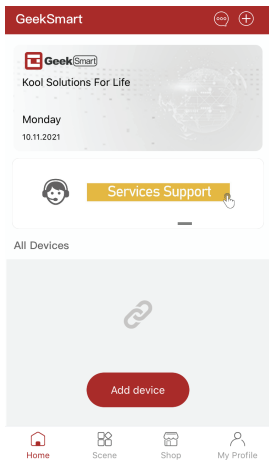 GeekSmart
Geek Smart
Kool Solutions For Life
Monday
10.11.2021
Services Support
All Devices
Add device
Home Scene Shop My Profile